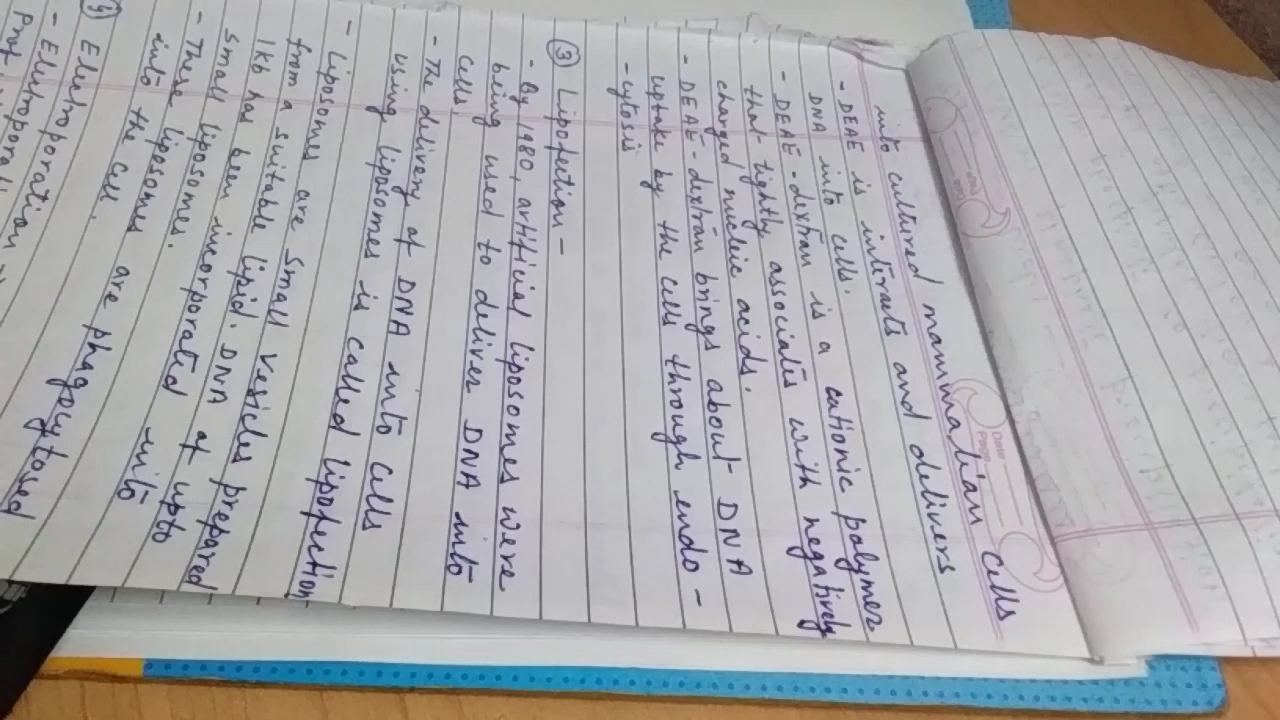 Date
Page
into cultured mammalian cells
- DEAE is interacts and delivers
DNA into cells.
- DEAE-dextran is a cationic polymer
that tightly associates with negatively
charged nucleic acids.
- DEAE-dextran brings about DNA
uptake by the cells through endo-
-cytosis
③ Lipofection -
- By 1980, artificial liposomes were
being used to deliver DNA into
cells.
- The delivery of DNA into cells
using liposomes is called lipofection
- Liposomes are small vesicles prepared
from a suitable lipid. DNA of upto
1kb has been incorporated into
small liposomes.
- These liposomes are phagocytosed
into the cell.
④ Electroporation
- Electroporation